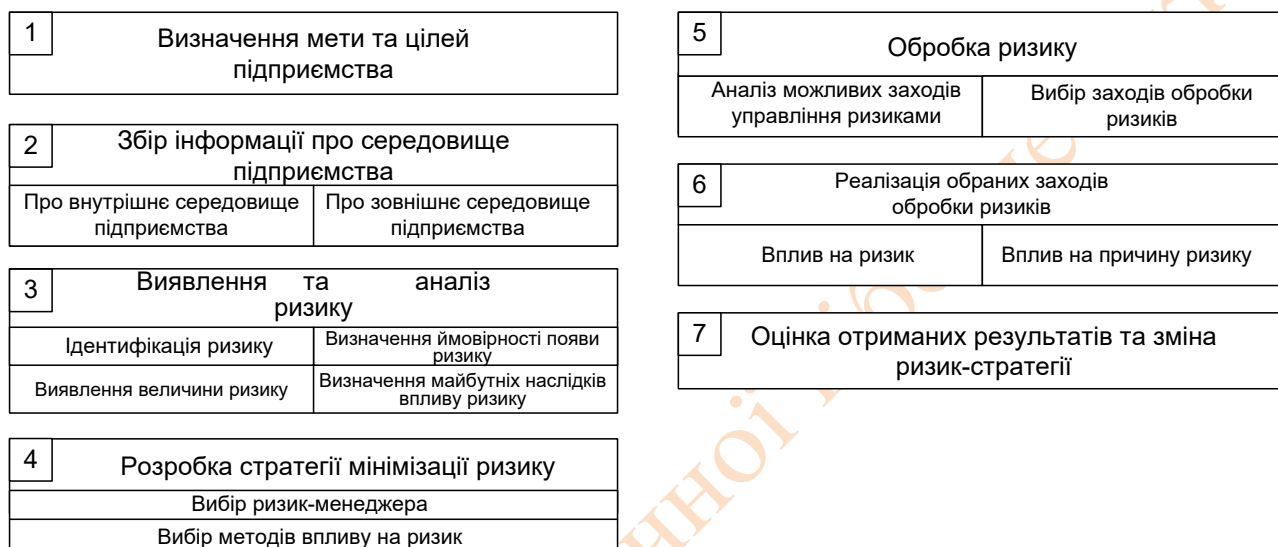 1
Визначення мети та цілей
підприємства
2
Збір інформації про середовище
підприємства
Про внутрішнє середовище
підприємства
Про зовнішнє середовище
підприємства
3
Виявлення та аналіз
ризику
Ідентифікація ризику
Визначення ймовірності появи
ризику
Виявлення величини ризику
Визначення майбутніх наслідків
впливу ризику
4
Розробка стратегії мінімізації ризику
Вибір ризик-менеджера
Вибір методів впливу на ризик
5
Обробка ризику
Аналіз можливих заходів
управління ризиками
Вибір заходів обробки
ризиків
6
Реалізація обраних заходів
обробки ризиків
Вплив на ризик
Вплив на причину ризику
7
Оцінка отриманих результатів та зміна
ризик-стратегії